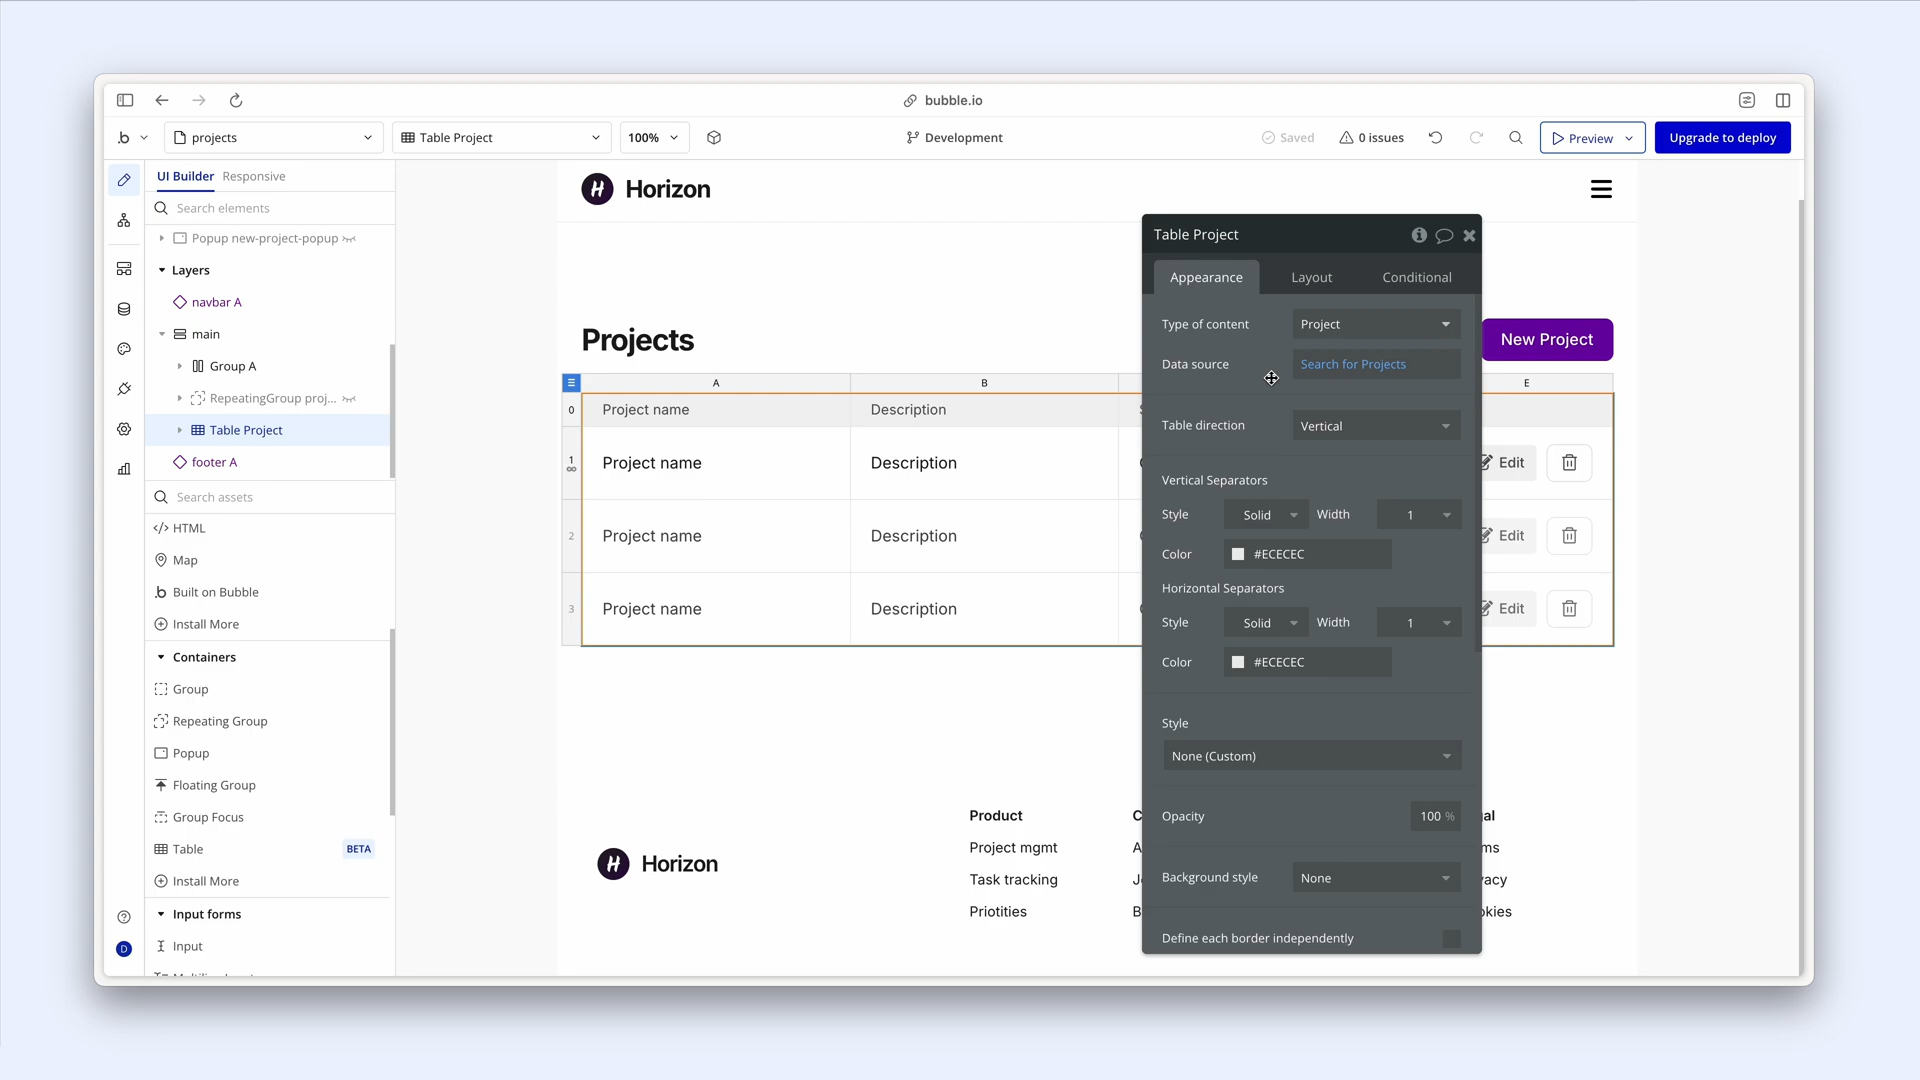 bubble.io
projects
Table Project
100%
Development
Saved
0 issues
Preview
Upgrade to deploy
UI Builder
Responsive
Search elements
Popup new-project-popup
Layers
navbar A
main
Group A
RepeatingGroup proj...
Table Project
footer A
Search assets
HTML
Map
Built on Bubble
Install More
Containers
Group
Repeating Group
Popup
Floating Group
Group Focus
Table BETA
Install More
Input forms
Input
D
Horizon
Projects
New Project
A B E
0 Project name Description
1 Project name Description Edit
2 Project name Description Edit
3 Project name Description Edit
Horizon
Product
Project mgmt
Task tracking
Priotities
Table Project
Appearance Layout Conditional
Type of content Project
Data source Search for Projects
Table direction Vertical
Vertical Separators
Style Solid Width 1
Color #ECECEC
Horizontal Separators
Style Solid Width 1
Color #ECECEC
Style
None (Custom)
Opacity 100 %
Background style None
Define each border independently